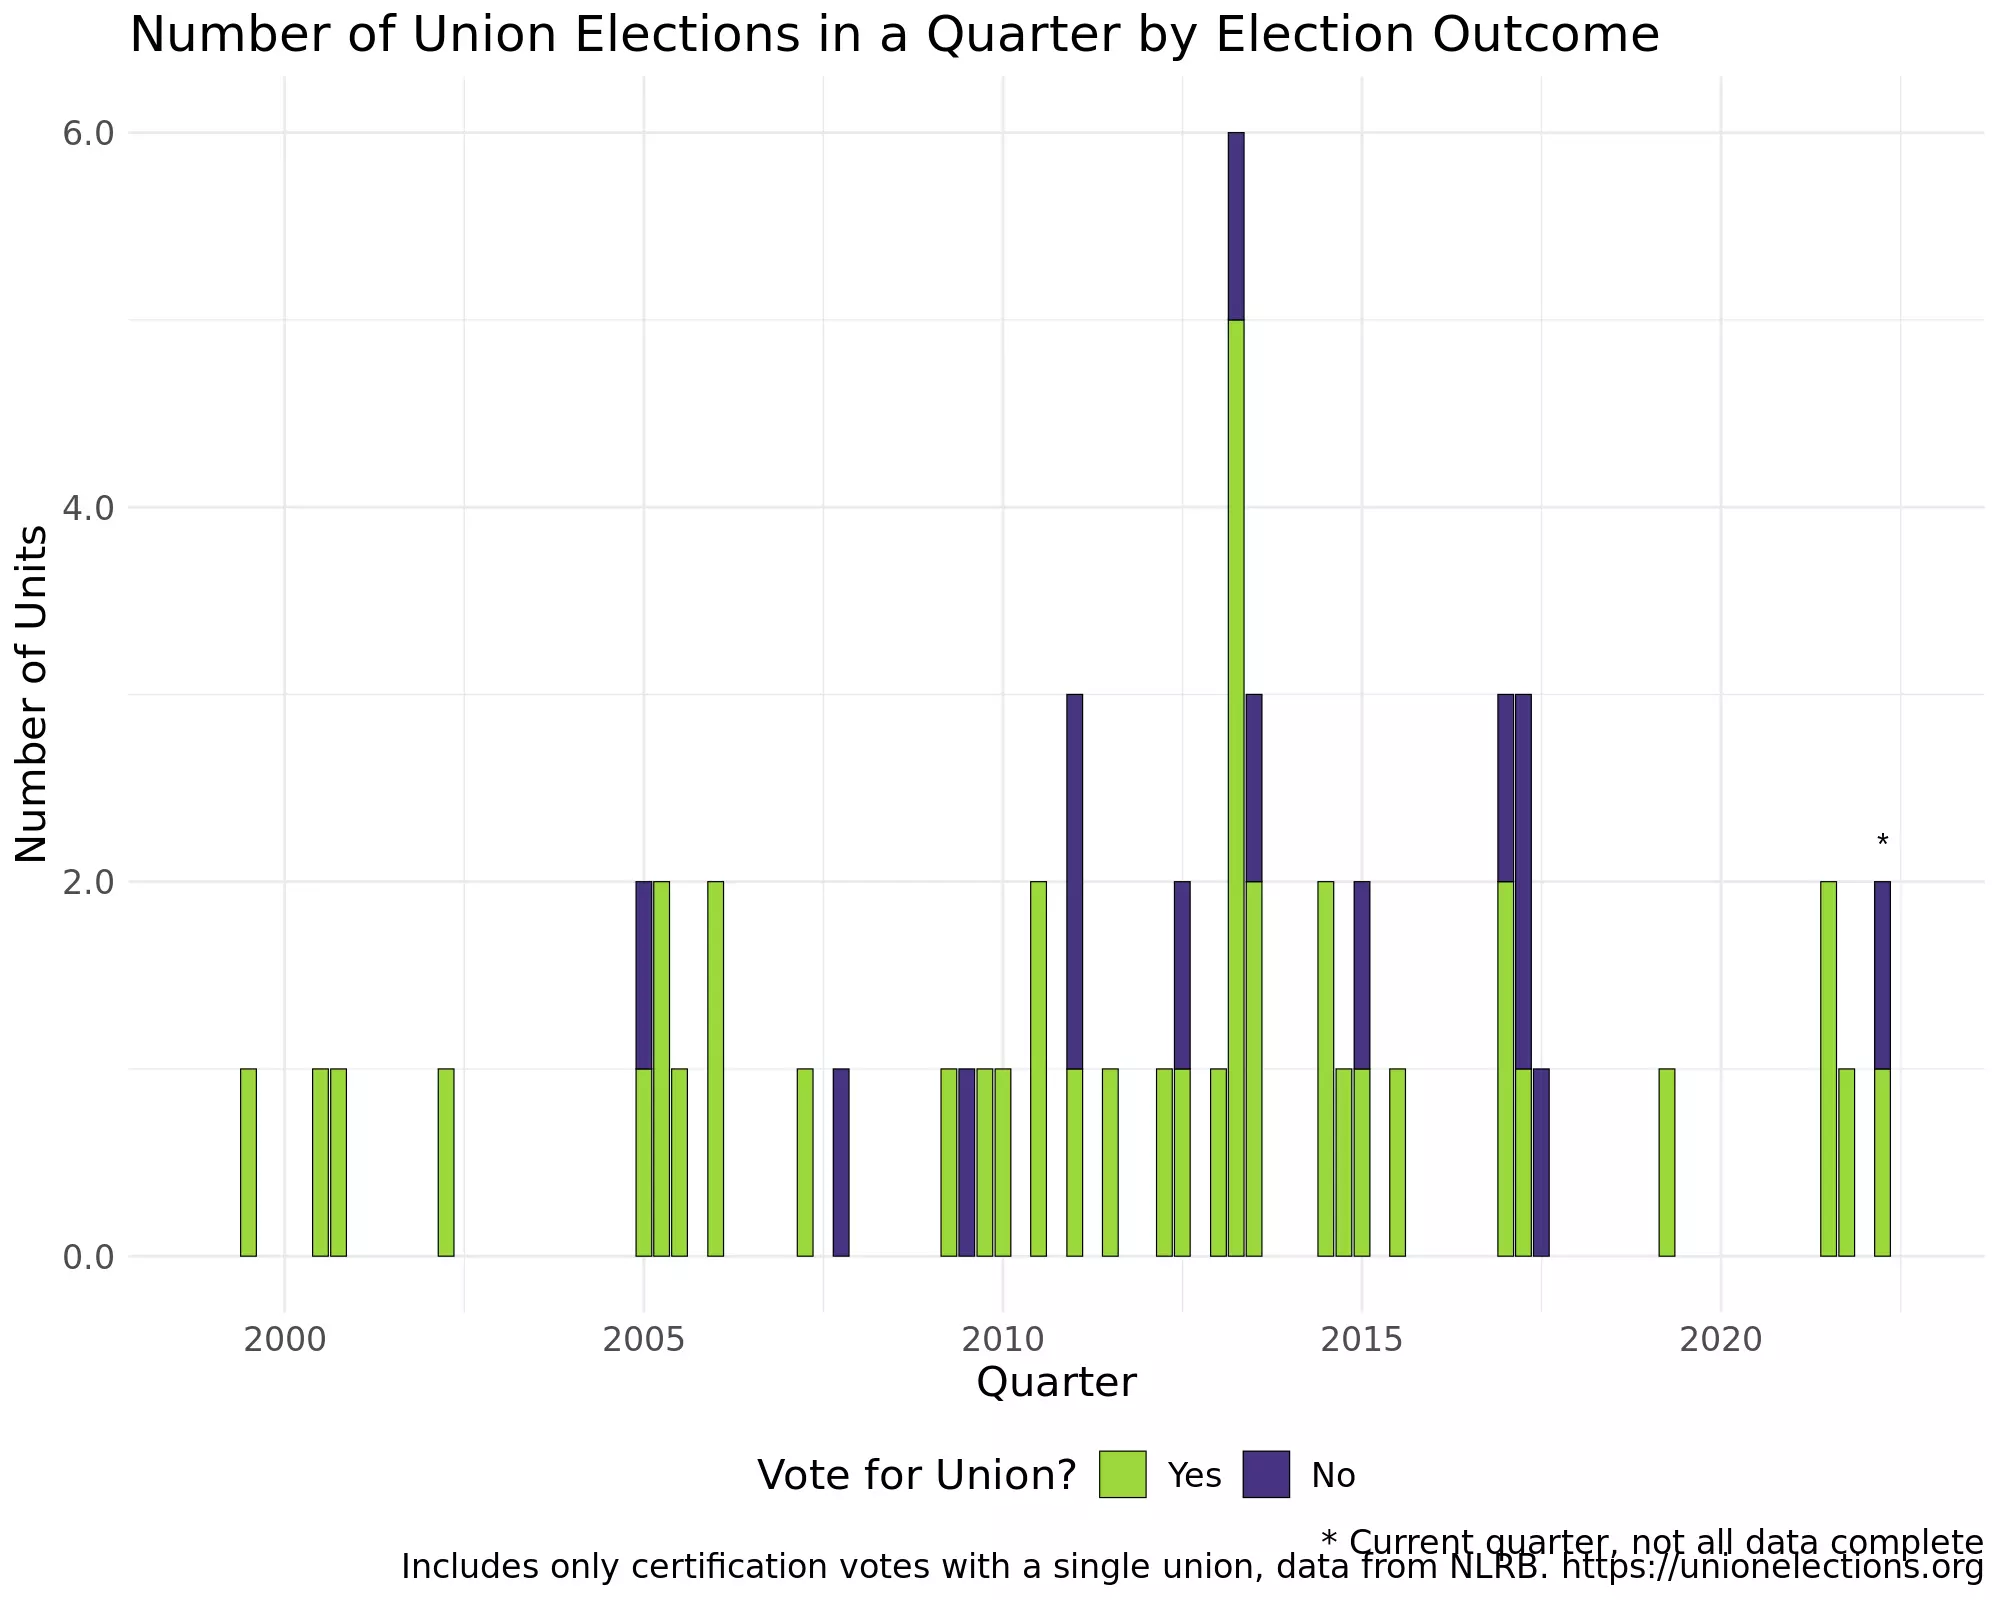 Number of Union Elections in a Quarter by Election Outcome
6.0
4.0
2.0
0.0
Number of Units
*
2000 2005 2010 2015 2020
Quarter
Vote for Union? Yes No
* Current quarter, not all data complete
Includes only certification votes with a single union, data from NLRB. https://unionelections.org